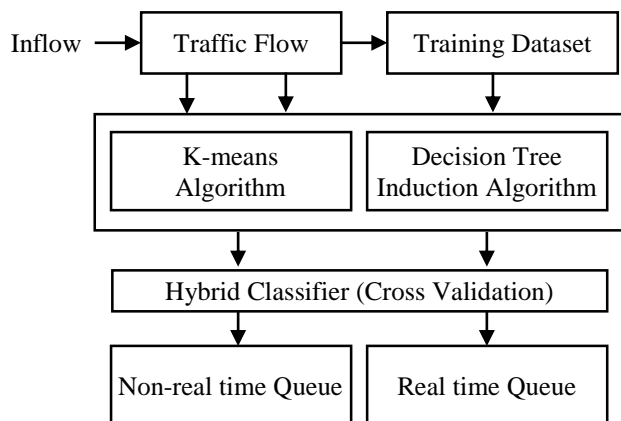 Inflow
Traffic Flow
Training Dataset
K-means
Algorithm
Decision Tree
Induction Algorithm
Hybrid Classifier (Cross Validation)
Non-real time Queue
Real time Queue